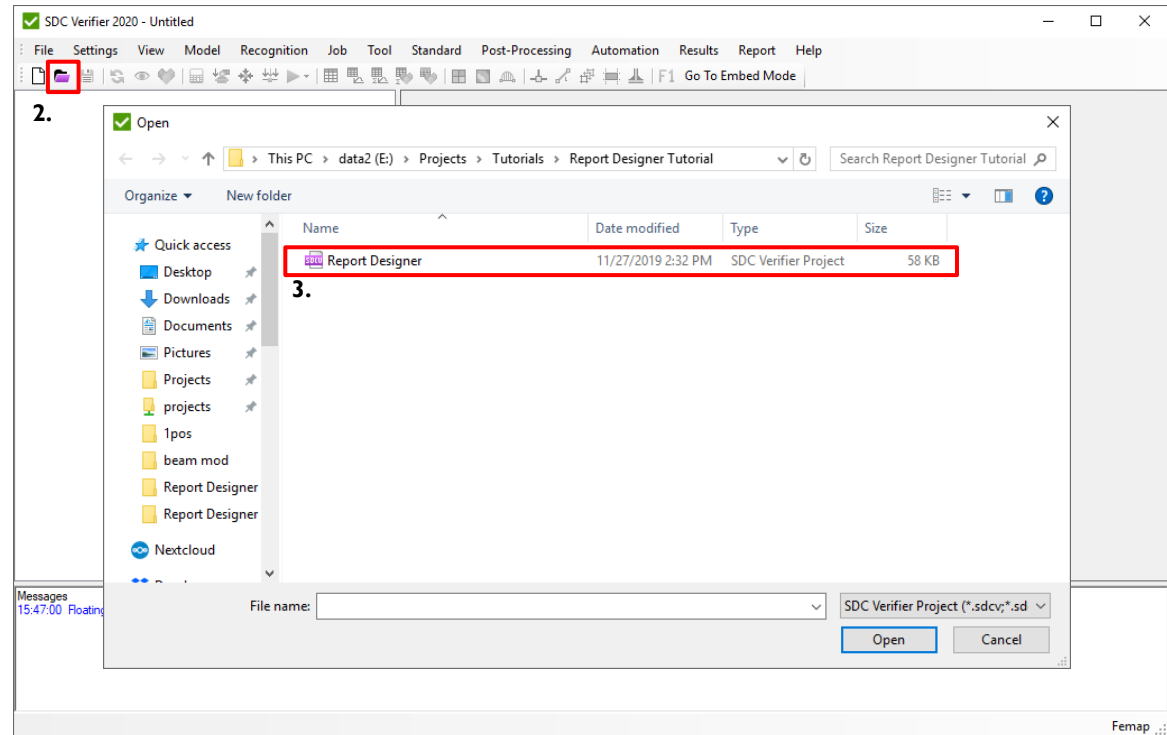 SDC Verifier 2020 - Untitled
File Settings View Model Recognition Job Tool Standard Post-Processing Automation Results Report Help
F1 Go To Embed Mode
2.
Open
This PC > data2 (E:) > Projects > Tutorials > Report Designer Tutorial
Search Report Designer Tutorial
Organize New folder
Name Date modified Type Size
Quick access
Report Designer 11/27/2019 2:32 PM SDC Verifier Project 58 KB
3.
Desktop
Downloads
Documents
Pictures
Projects
projects
1pos
beam mod
Report Designer
Report Designer
Nextcloud
Messages
15:47:00 Floating
File name:
SDC Verifier Project (*.sdcv;*.sd
Open Cancel
Femap